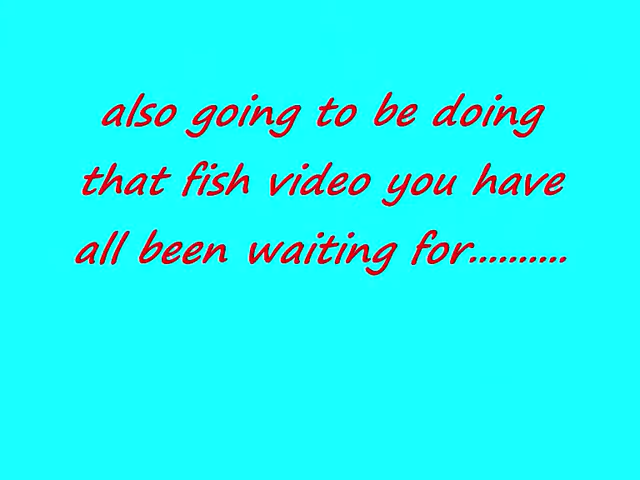 also going to be doing
that fish video you have
all been waiting for..........